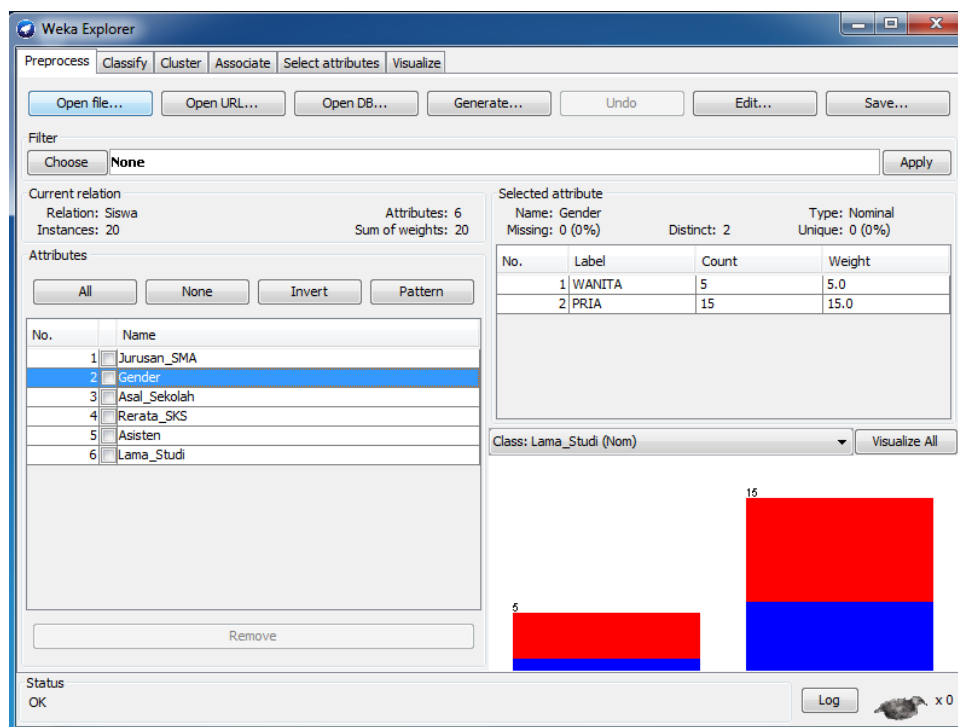 Weka Explorer
Preprocess Classify Cluster Associate Select attributes Visualize
Open file... Open URL... Open DB... Generate... Undo Edit... Save...
Filter
Choose None Apply
Current relation
Relation: Siswa Attributes: 6
Instances: 20 Sum of weights: 20
Attributes
All None Invert Pattern
No. Name
1 Jurusan_SMA
2 Gender
3 Asal_Sekolah
4 Rerata_SKS
5 Asisten
6 Lama_Studi
Remove
Selected attribute
Name: Gender Type: Nominal
Missing: 0 (0%) Distinct: 2 Unique: 0 (0%)
No. Label Count Weight
1 WANITA 5 5.0
2 PRIA 15 15.0
Class: Lama_Studi (Nom) Visualize All
15
5
Status
OK Log x 0